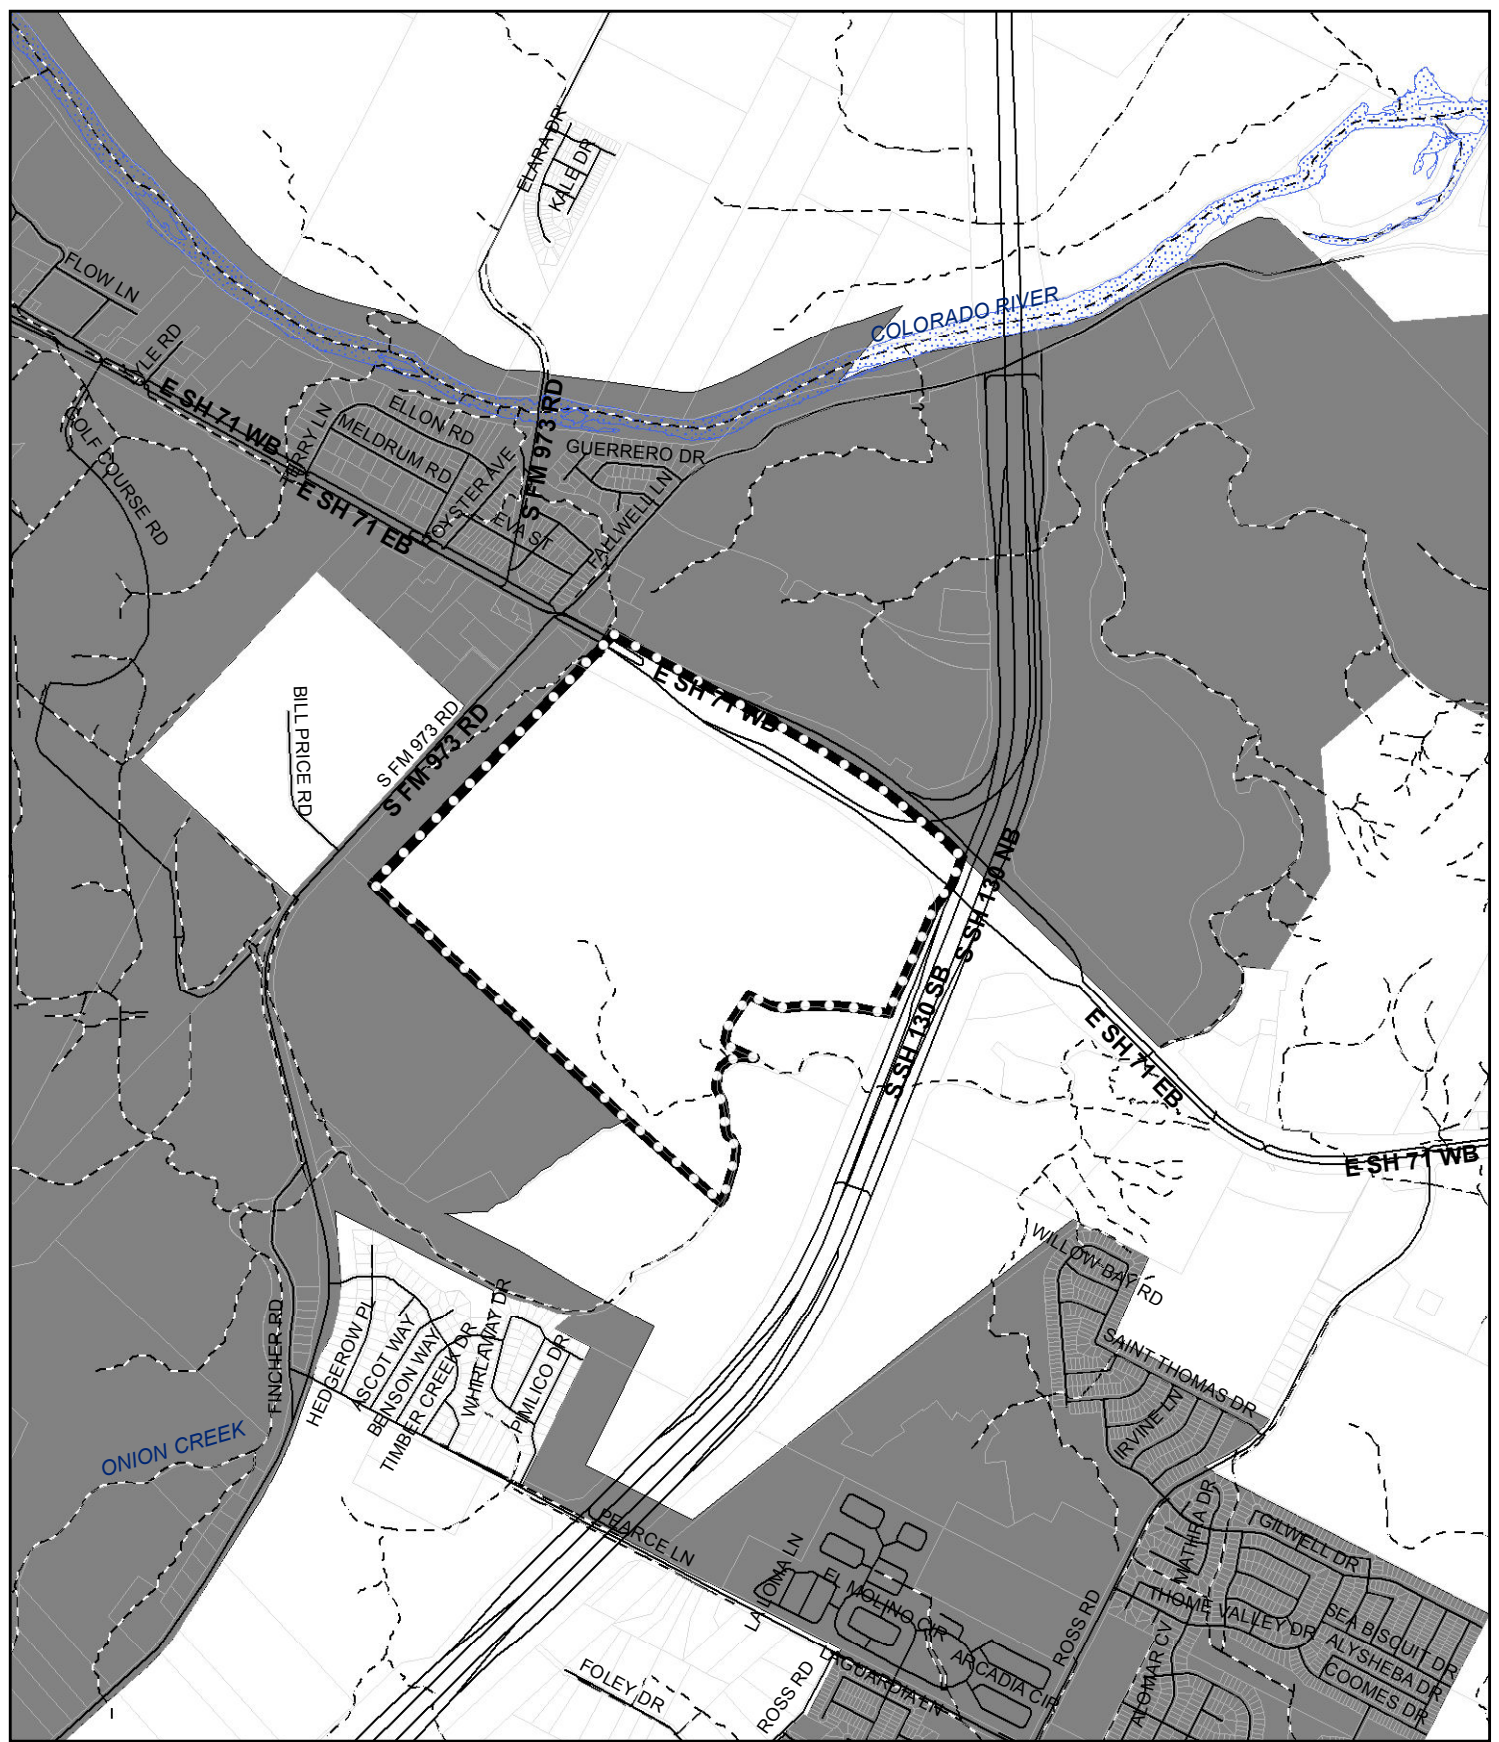 ELARA DR
KALE DR
FLOW LN
COLORADO RIVER
E SH 71 WB
GOLF COURSE RD
ELLON RD
MELDRUM RD
S FM 973 RD
GUERRERO DR
E SH 71 EB
EVA ST
FALLWELL LN
BILL PRICE RD
S FM 973 RD
S FM 973 RD
E SH 71 WB
S SH 130 NB
S SH 130 SB
E SH 71 EB
E SH 71 WB
WILLOW BAY RD
SAINT THOMAS DR
IRVINE LN
FINCHER RD
HEDGEROW PL
ASCOT WAY
BENSON WAY
TIMBER CREEK DR
WHIRLAWAY DR
PIMLICO DR
ONION CREEK
PEARCE LN
LA LOMA LN
EL MOLINO CIR
ARCADIA CIR
LAGUARDIA LN
ROSS RD
ROSS RD
FOLEY DR
MATHRA DR
GILWELL DR
THOME VALLEY DR
ALOMAR CV
SEA BISQUIT DR
ALYSHEBA DR
COOMES DR